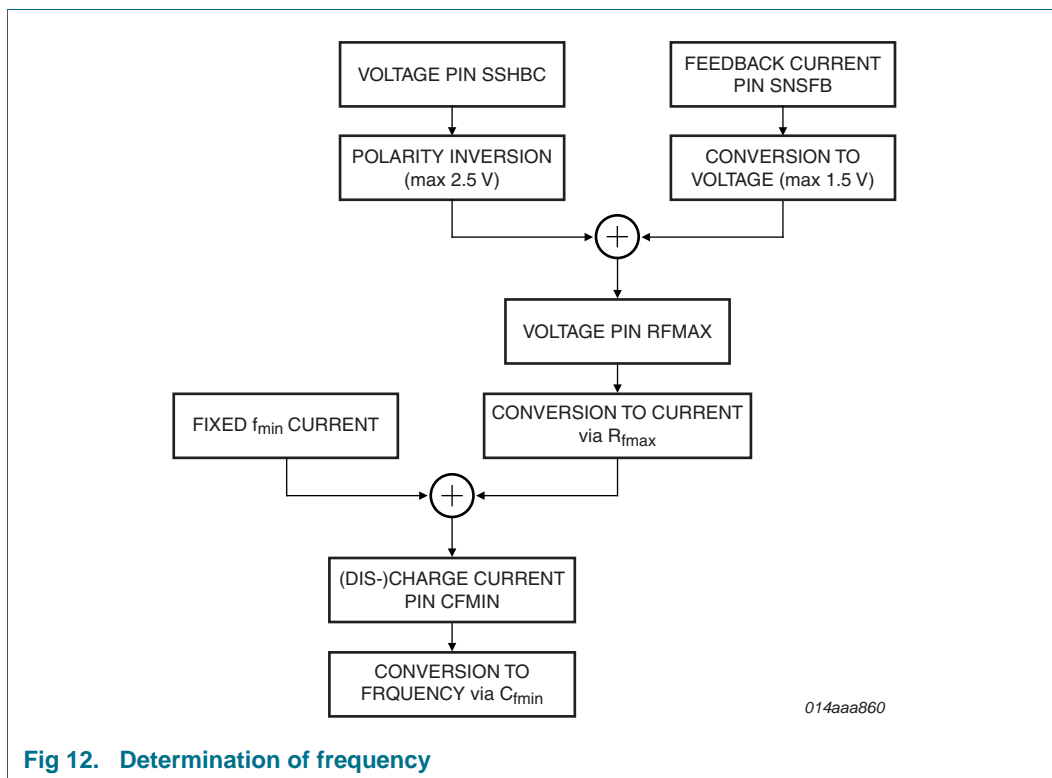 VOLTAGE PIN SSHBC
FEEDBACK CURRENT
PIN SNSFB
POLARITY INVERSION
(max 2.5 V)
CONVERSION TO
VOLTAGE (max 1.5 V)
VOLTAGE PIN RFMAX
FIXED fmin CURRENT
CONVERSION TO CURRENT
via Rfmax
(DIS-)CHARGE CURRENT
PIN CFMIN
CONVERSION TO
FRQUENCY via Cfmin
014aaa860
Fig 12. Determination of frequency